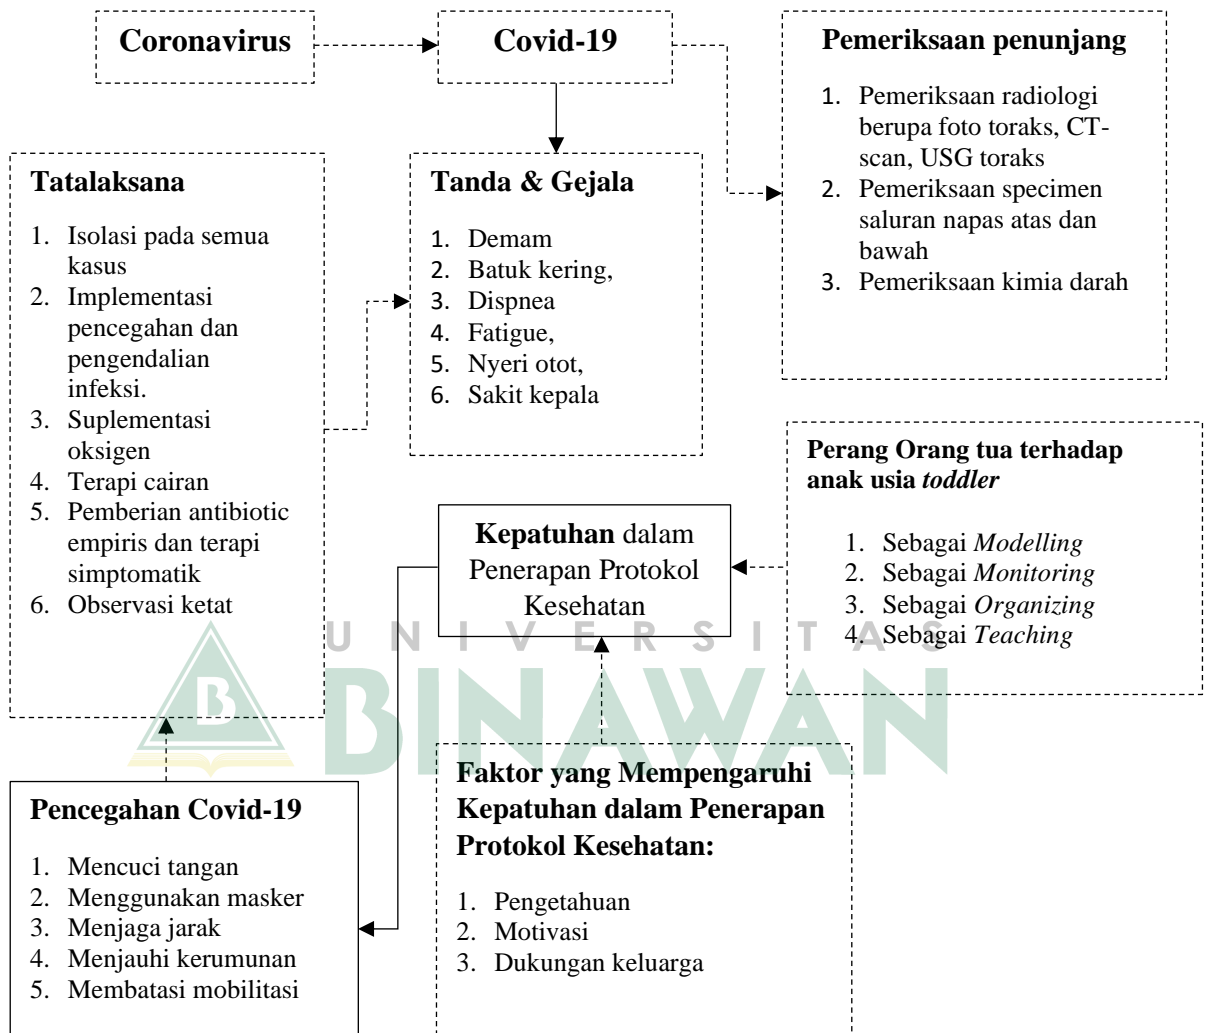 Coronavirus
Covid-19
Pemeriksaan penunjang
1. Pemeriksaan radiologi
berupa foto toraks, CT-
scan, USG toraks
2. Pemeriksaan specimen
saluran napas atas dan
bawah
3. Pemeriksaan kimia darah
Tatalaksana
1. Isolasi pada semua
kasus
2. Implementasi
pencegahan dan
pengendalian
infeksi.
3. Suplementasi
oksigen
4. Terapi cairan
5. Pemberian antibiotic
empiris dan terapi
simptomatik
6. Observasi ketat
Tanda & Gejala
1. Demam
2. Batuk kering,
3. Dispnea
4. Fatigue,
5. Nyeri otot,
6. Sakit kepala
Perang Orang tua terhadap
anak usia toddler
1. Sebagai Modelling
2. Sebagai Monitoring
3. Sebagai Organizing
4. Sebagai Teaching
Kepatuhan dalam
Penerapan Protokol
Kesehatan
UNIVERSITAS
B
BINAWAN
Pencegahan Covid-19
1. Mencuci tangan
2. Menggunakan masker
3. Menjaga jarak
4. Menjauhi kerumunan
5. Membatasi mobilitasi
Faktor yang Mempengaruhi
Kepatuhan dalam Penerapan
Protokol Kesehatan:
1. Pengetahuan
2. Motivasi
3. Dukungan keluarga